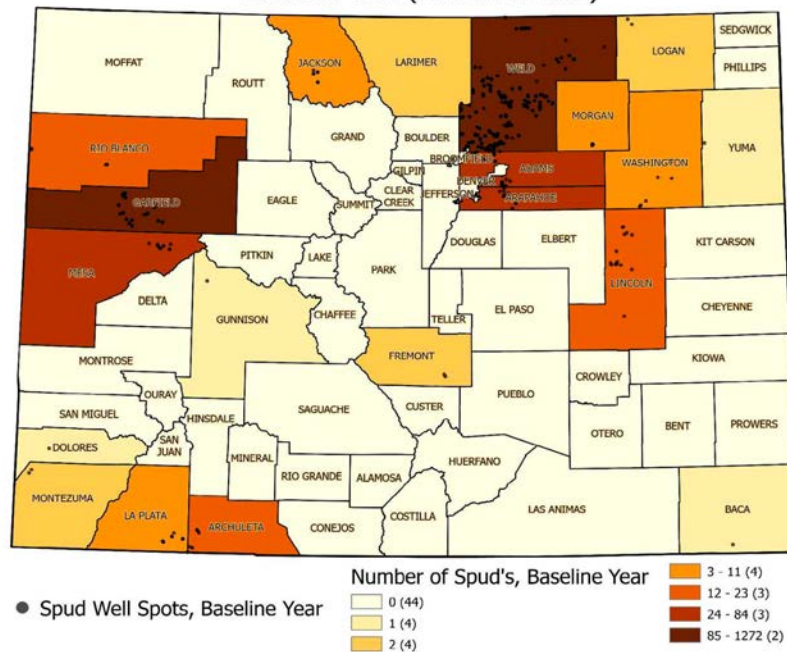 SEDGWICK
MOFFAT
JACKSON
LARIMER
WELD
LOGAN
PHILLIPS
ROUTT
MORGAN
GRAND
BOULDER
RIO BLANCO
WASHINGTON
YUMA
BROOMFIELD
GILPIN
ADAMS
DENVER
CLEAR
CREEK
JEFFERSON
ARAPAHOE
GARFIELD
EAGLE
SUMMIT
DOUGLAS
ELBERT
KIT CARSON
PITKIN
LAKE
PARK
MESA
LINCOLN
DELTA
CHEYENNE
GUNNISON
CHAFFEE
TELLER
EL PASO
FREMONT
MONTROSE
KIOWA
CROWLEY
OURAY
PUEBLO
SAGUACHE
CUSTER
SAN MIGUEL
HINSDALE
OTERO
BENT
PROWERS
DOLORES
SAN
JUAN
MINERAL
RIO GRANDE
ALAMOSA
HUERFANO
MONTEZUMA
LA PLATA
ARCHULETA
CONEJOS
COSTILLA
LAS ANIMAS
BACA
Spud Well Spots, Baseline Year
Number of Spud's, Baseline Year
0 (44)
1 (4)
2 (4)
3 - 11 (4)
12 - 23 (3)
24 - 84 (3)
85 - 1272 (2)